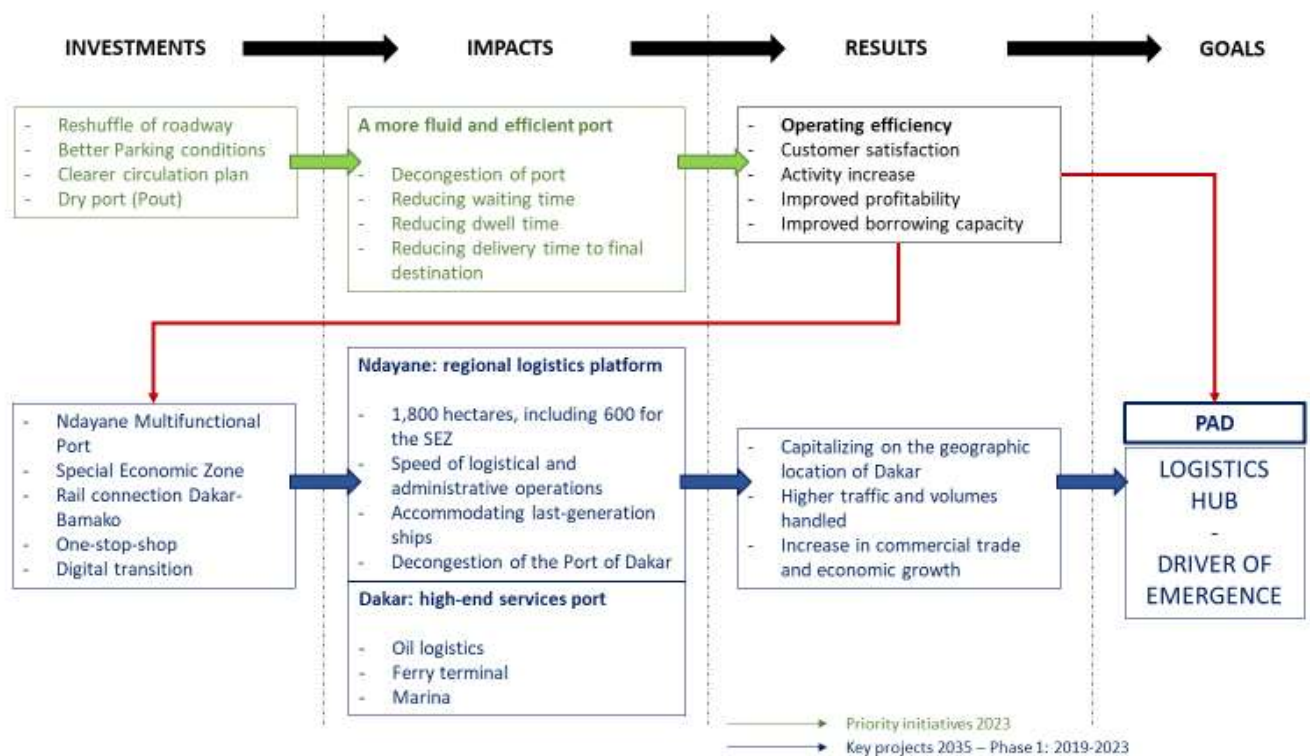 INVESTMENTS
IMPACTS
RESULTS
GOALS
- Reshuffle of roadway
- Better Parking conditions
- Clearer circulation plan
- Dry port (Pout)
A more fluid and efficient port
- Decongestion of port
- Reducing waiting time
- Reducing dwell time
- Reducing delivery time to final
destination
- Operating efficiency
- Customer satisfaction
- Activity increase
- Improved profitability
- Improved borrowing capacity
- Ndayane Multifunctional
Port
- Special Economic Zone
- Rail connection Dakar-
Bamako
- One-stop-shop
- Digital transition
Ndayane: regional logistics platform
- 1,800 hectares, including 600 for
the SEZ
- Speed of logistical and
administrative operations
- Accommodating last-generation
ships
- Decongestion of the Port of Dakar
Dakar: high-end services port
- Oil logistics
- Ferry terminal
- Marina
- Capitalizing on the geographic
location of Dakar
- Higher traffic and volumes
handled
- Increase in commercial trade
and economic growth
PAD
LOGISTICS
HUB
-
DRIVER OF
EMERGENCE
Priority initiatives 2023
Key projects 2035 – Phase 1: 2019-2023